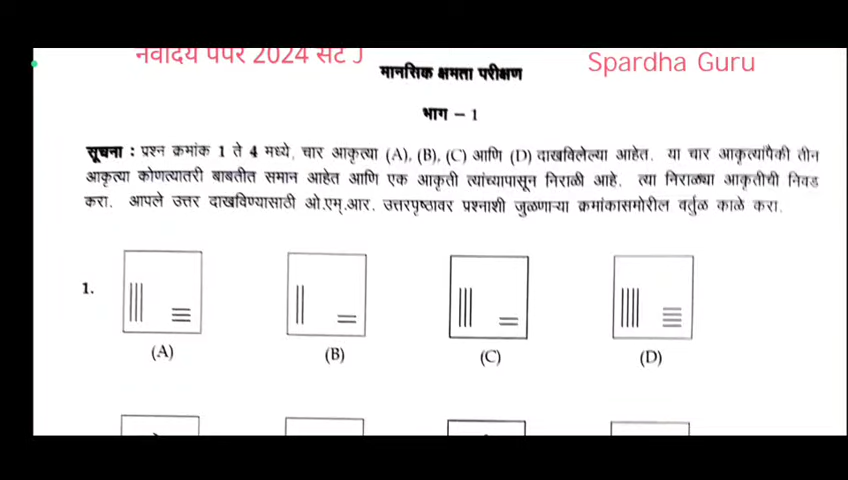 नवोदय पेपर 2024 सेट J
Spardha Guru
मानसिक क्षमता परीक्षण
भाग – 1
सूचना : प्रश्न क्रमांक 1 ते 4 मध्ये, चार आकृत्या (A), (B), (C) आणि (D) दाखविलेल्या आहेत. या चार आकृत्यांपैकी तीन
आकृत्या कोणत्यातरी बाबतीत समान आहेत आणि एक आकृती त्यांच्यापासून निराळी आहे. त्या निराळ्या आकृतीची निवड
करा. आपले उत्तर दाखविण्यासाठी ओ.एम्.आर. उत्तरपृष्ठावर प्रश्नाशी जुळणाऱ्या क्रमांकासमोरील वर्तुळ काळे करा.
1.
(A) (B) (C) (D)